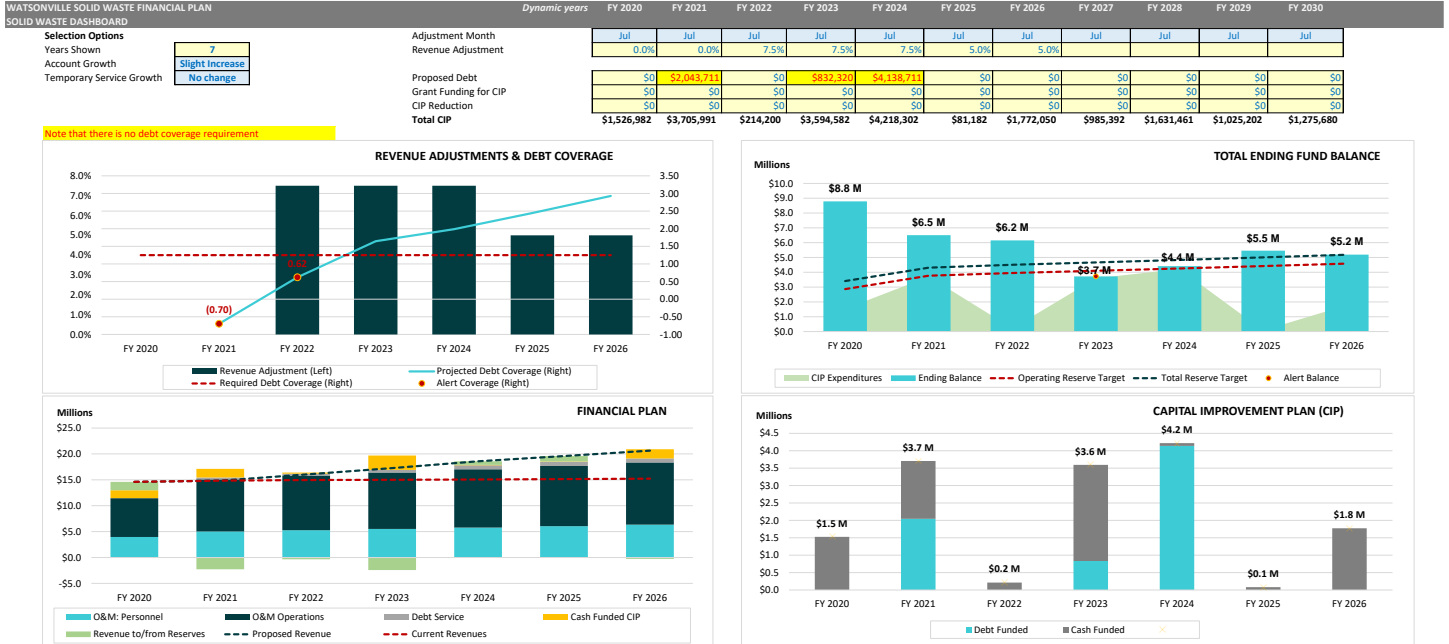 WATSONVILLE SOLID WASTE FINANCIAL PLAN Dynamic years FY 2020 FY 2021 FY 2022 FY 2023 FY 2024 FY 2025 FY 2026 FY 2027 FY 2028 FY 2029 FY 2030
SOLID WASTE DASHBOARD
Selection Options Adjustment Month Jul Jul Jul Jul Jul Jul Jul Jul Jul Jul Jul
Years Shown 7 Revenue Adjustment 0.0% 0.0% 7.5% 7.5% 7.5% 5.0% 5.0%
Account Growth Slight Increase
Temporary Service Growth No change Proposed Debt $0 $2,043,711 $0 $832,320 $4,138,711 $0 $0 $0 $0 $0 $0
Grant Funding for CIP $0 $0 $0 $0 $0 $0 $0 $0 $0 $0 $0
CIP Reduction $0 $0 $0 $0 $0 $0 $0 $0 $0 $0 $0
Total CIP $1,526,982 $3,705,991 $214,200 $3,594,582 $4,218,302 $81,182 $1,772,050 $985,392 $1,631,461 $1,025,202 $1,275,680
Note that there is no debt coverage requirement
REVENUE ADJUSTMENTS & DEBT COVERAGE
8.0% 3.50
7.0% 3.00
6.0% 2.50
5.0% 2.00
4.0% 1.50
3.0% 1.00
2.0% 0.50
1.0% 0.00
0.0% -0.50
-1.00
0.62
(0.70)
FY 2020 FY 2021 FY 2022 FY 2023 FY 2024 FY 2025 FY 2026
Revenue Adjustment (Left) Projected Debt Coverage (Right)
Required Debt Coverage (Right) Alert Coverage (Right)
TOTAL ENDING FUND BALANCE
Millions
$10.0
$9.0
$8.0
$7.0
$6.0
$5.0
$4.0
$3.0
$2.0
$1.0
$0.0
$8.8 M $6.5 M $6.2 M $3.7 M $4.4 M $5.5 M $5.2 M
FY 2020 FY 2021 FY 2022 FY 2023 FY 2024 FY 2025 FY 2026
CIP Expenditures Ending Balance Operating Reserve Target Total Reserve Target Alert Balance
FINANCIAL PLAN
Millions
$25.0
$20.0
$15.0
$10.0
$5.0
$0.0
-$5.0
FY 2020 FY 2021 FY 2022 FY 2023 FY 2024 FY 2025 FY 2026
O&M: Personnel O&M Operations Debt Service Cash Funded CIP
Revenue to/from Reserves Proposed Revenue Current Revenues
CAPITAL IMPROVEMENT PLAN (CIP)
Millions
$4.5
$4.0
$3.5
$3.0
$2.5
$2.0
$1.5
$1.0
$0.5
$0.0
$1.5 M $3.7 M $0.2 M $3.6 M $4.2 M $0.1 M $1.8 M
FY 2020 FY 2021 FY 2022 FY 2023 FY 2024 FY 2025 FY 2026
Debt Funded Cash Funded